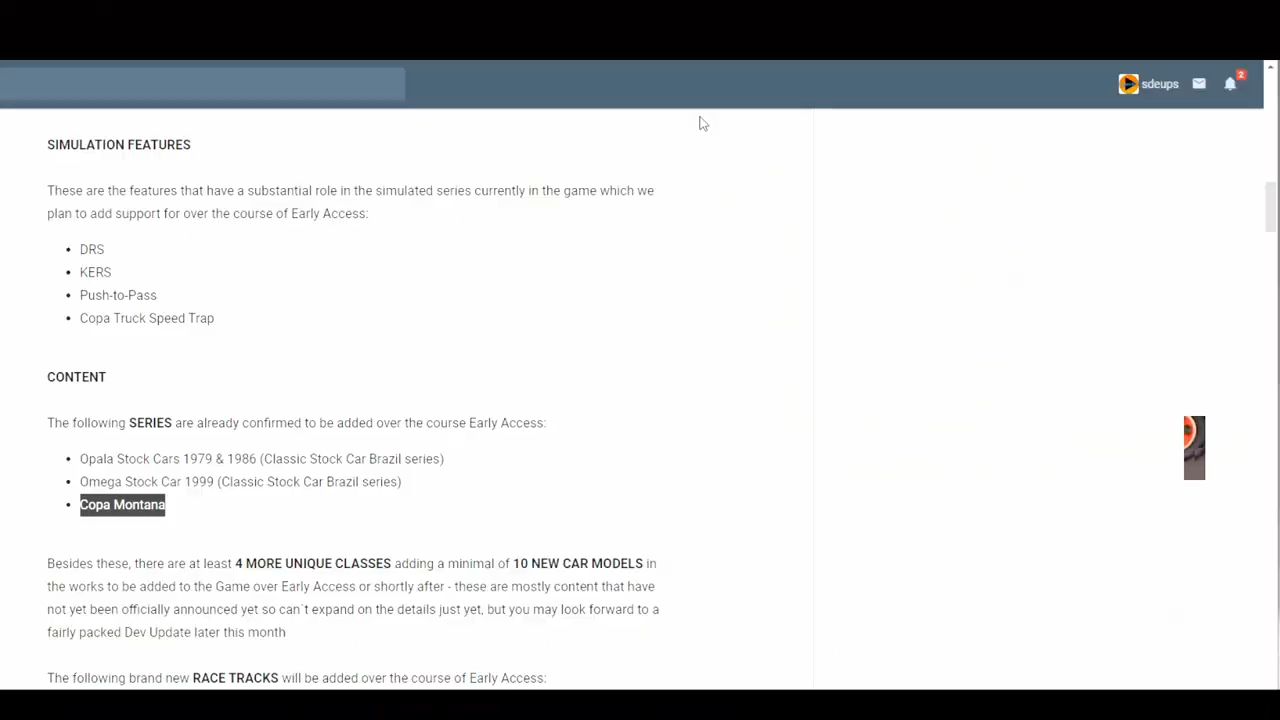 sdeups
2
SIMULATION FEATURES
These are the features that have a substantial role in the simulated series currently in the game which we
plan to add support for over the course of Early Access:
• DRS
• KERS
• Push-to-Pass
• Copa Truck Speed Trap
CONTENT
The following SERIES are already confirmed to be added over the course Early Access:
• Opala Stock Cars 1979 & 1986 (Classic Stock Car Brazil series)
• Omega Stock Car 1999 (Classic Stock Car Brazil series)
• Copa Montana
Besides these, there are at least 4 MORE UNIQUE CLASSES adding a minimal of 10 NEW CAR MODELS in
the works to be added to the Game over Early Access or shortly after - these are mostly content that have
not yet been officially announced yet so can´t expand on the details just yet, but you may look forward to a
fairly packed Dev Update later this month
The following brand new RACE TRACKS will be added over the course of Early Access: